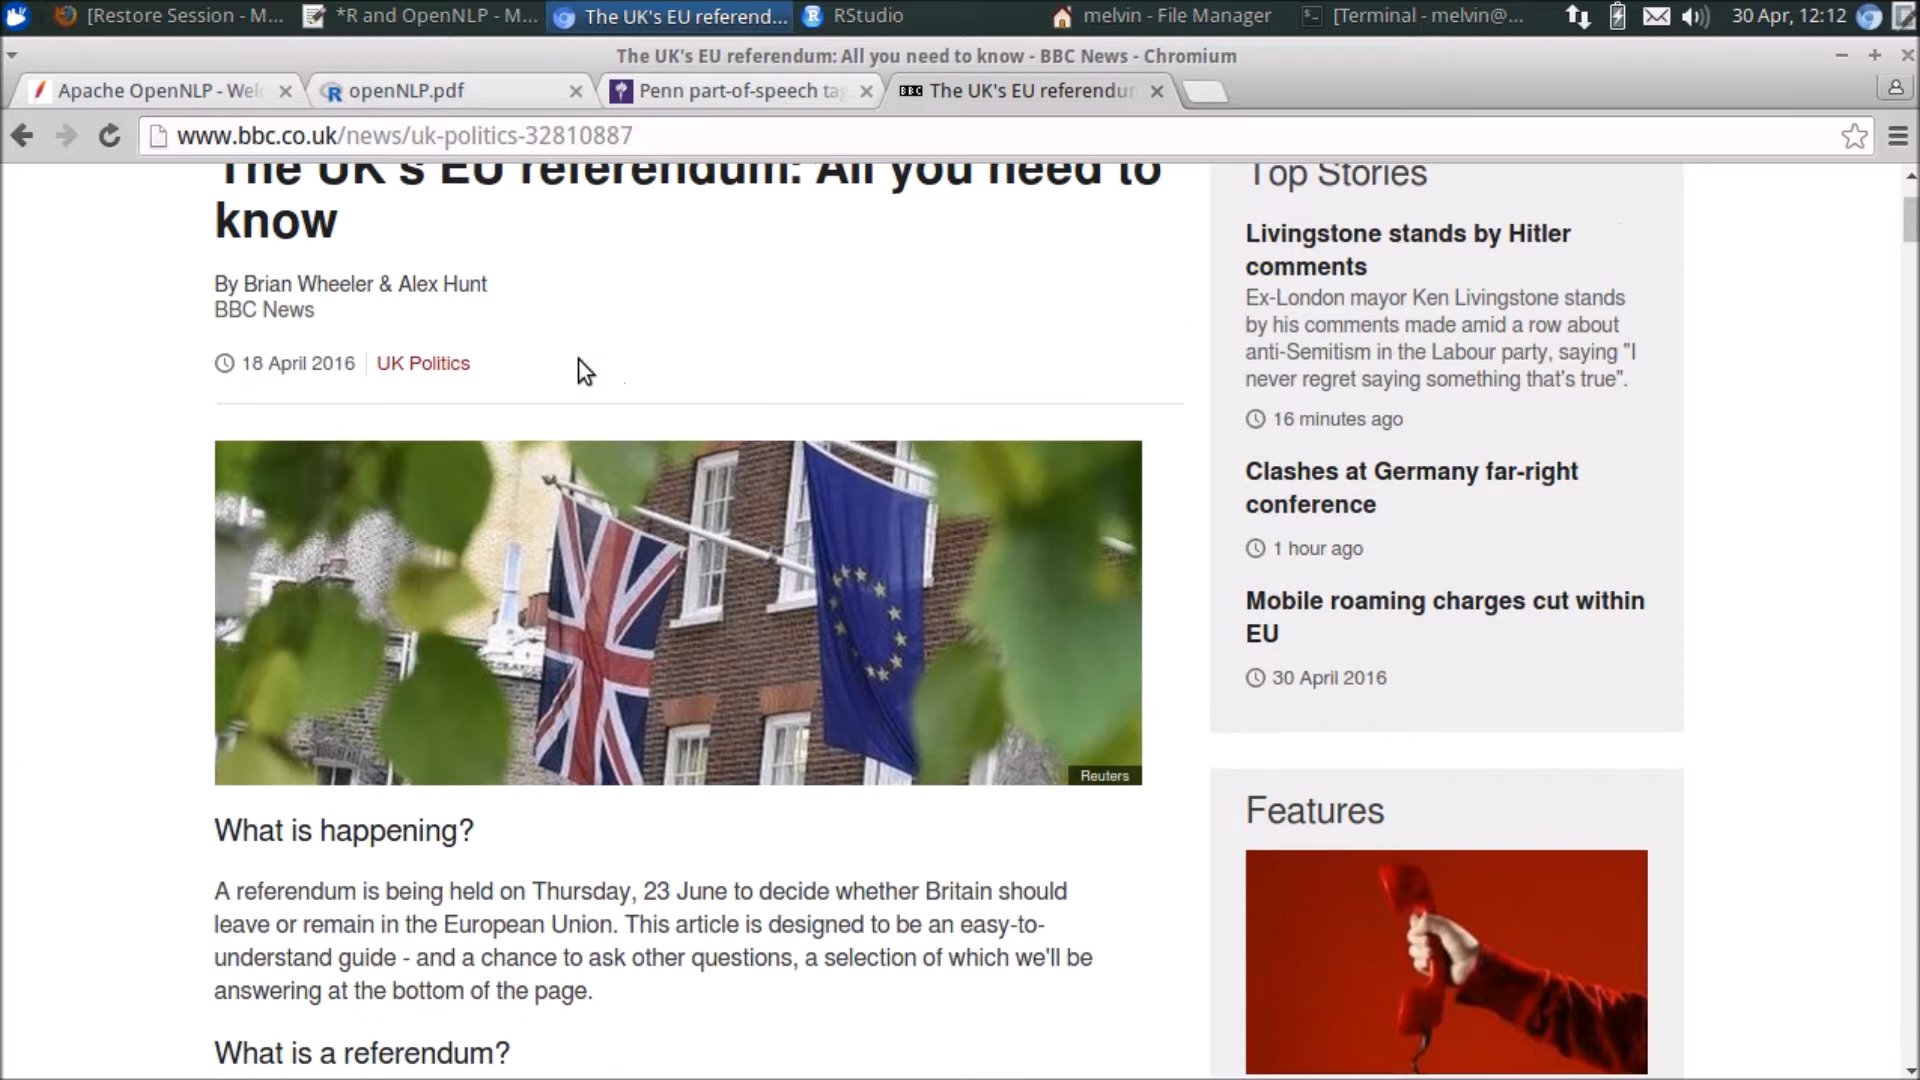 [Restore Session - M...
*R and OpenNLP - M...
The UK's EU referend...
RStudio
melvin - File Manager
[Terminal - melvin@...
30 Apr, 12:12
The UK's EU referendum: All you need to know - BBC News - Chromium
Apache OpenNLP - Wel
openNLP.pdf
Penn part-of-speech tag
BBC The UK's EU referendum
www.bbc.co.uk/news/uk-politics-32810887
The UK's EU referendum: All you need to
know
By Brian Wheeler & Alex Hunt
BBC News
18 April 2016 UK Politics
Reuters
What is happening?
A referendum is being held on Thursday, 23 June to decide whether Britain should
leave or remain in the European Union. This article is designed to be an easy-to-
understand guide - and a chance to ask other questions, a selection of which we'll be
answering at the bottom of the page.
What is a referendum?
Top Stories
Livingstone stands by Hitler
comments
Ex-London mayor Ken Livingstone stands
by his comments made amid a row about
anti-Semitism in the Labour party, saying "I
never regret saying something that's true".
16 minutes ago
Clashes at Germany far-right
conference
1 hour ago
Mobile roaming charges cut within
EU
30 April 2016
Features